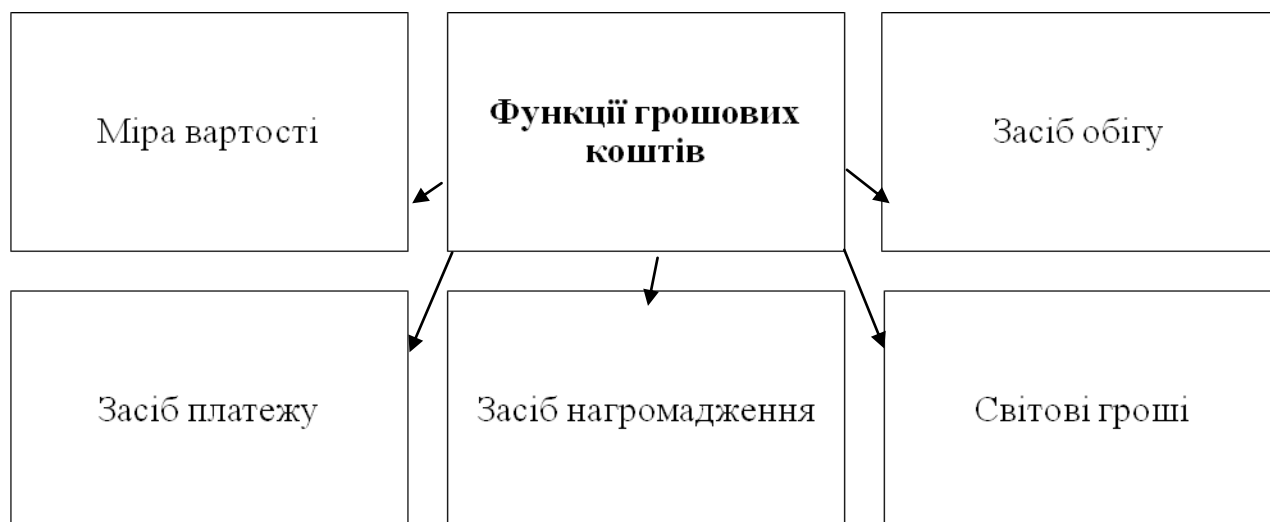 Міра вартості
Функції грошових
коштів
Засіб обігу
Засіб платежу
Засіб нагромадження
Світові гроші